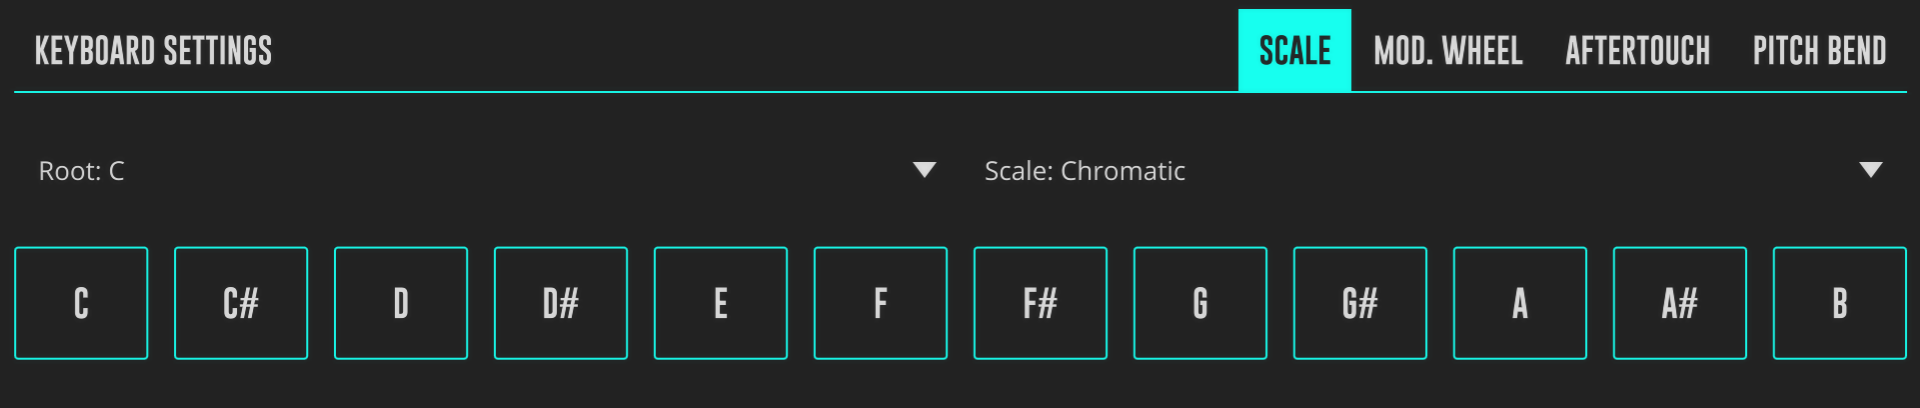 KEYBOARD SETTINGS SCALE MOD. WHEEL AFTERTOUCH PITCH BEND
Root: C Scale: Chromatic
C C# D D# E F F# G G# A A# B